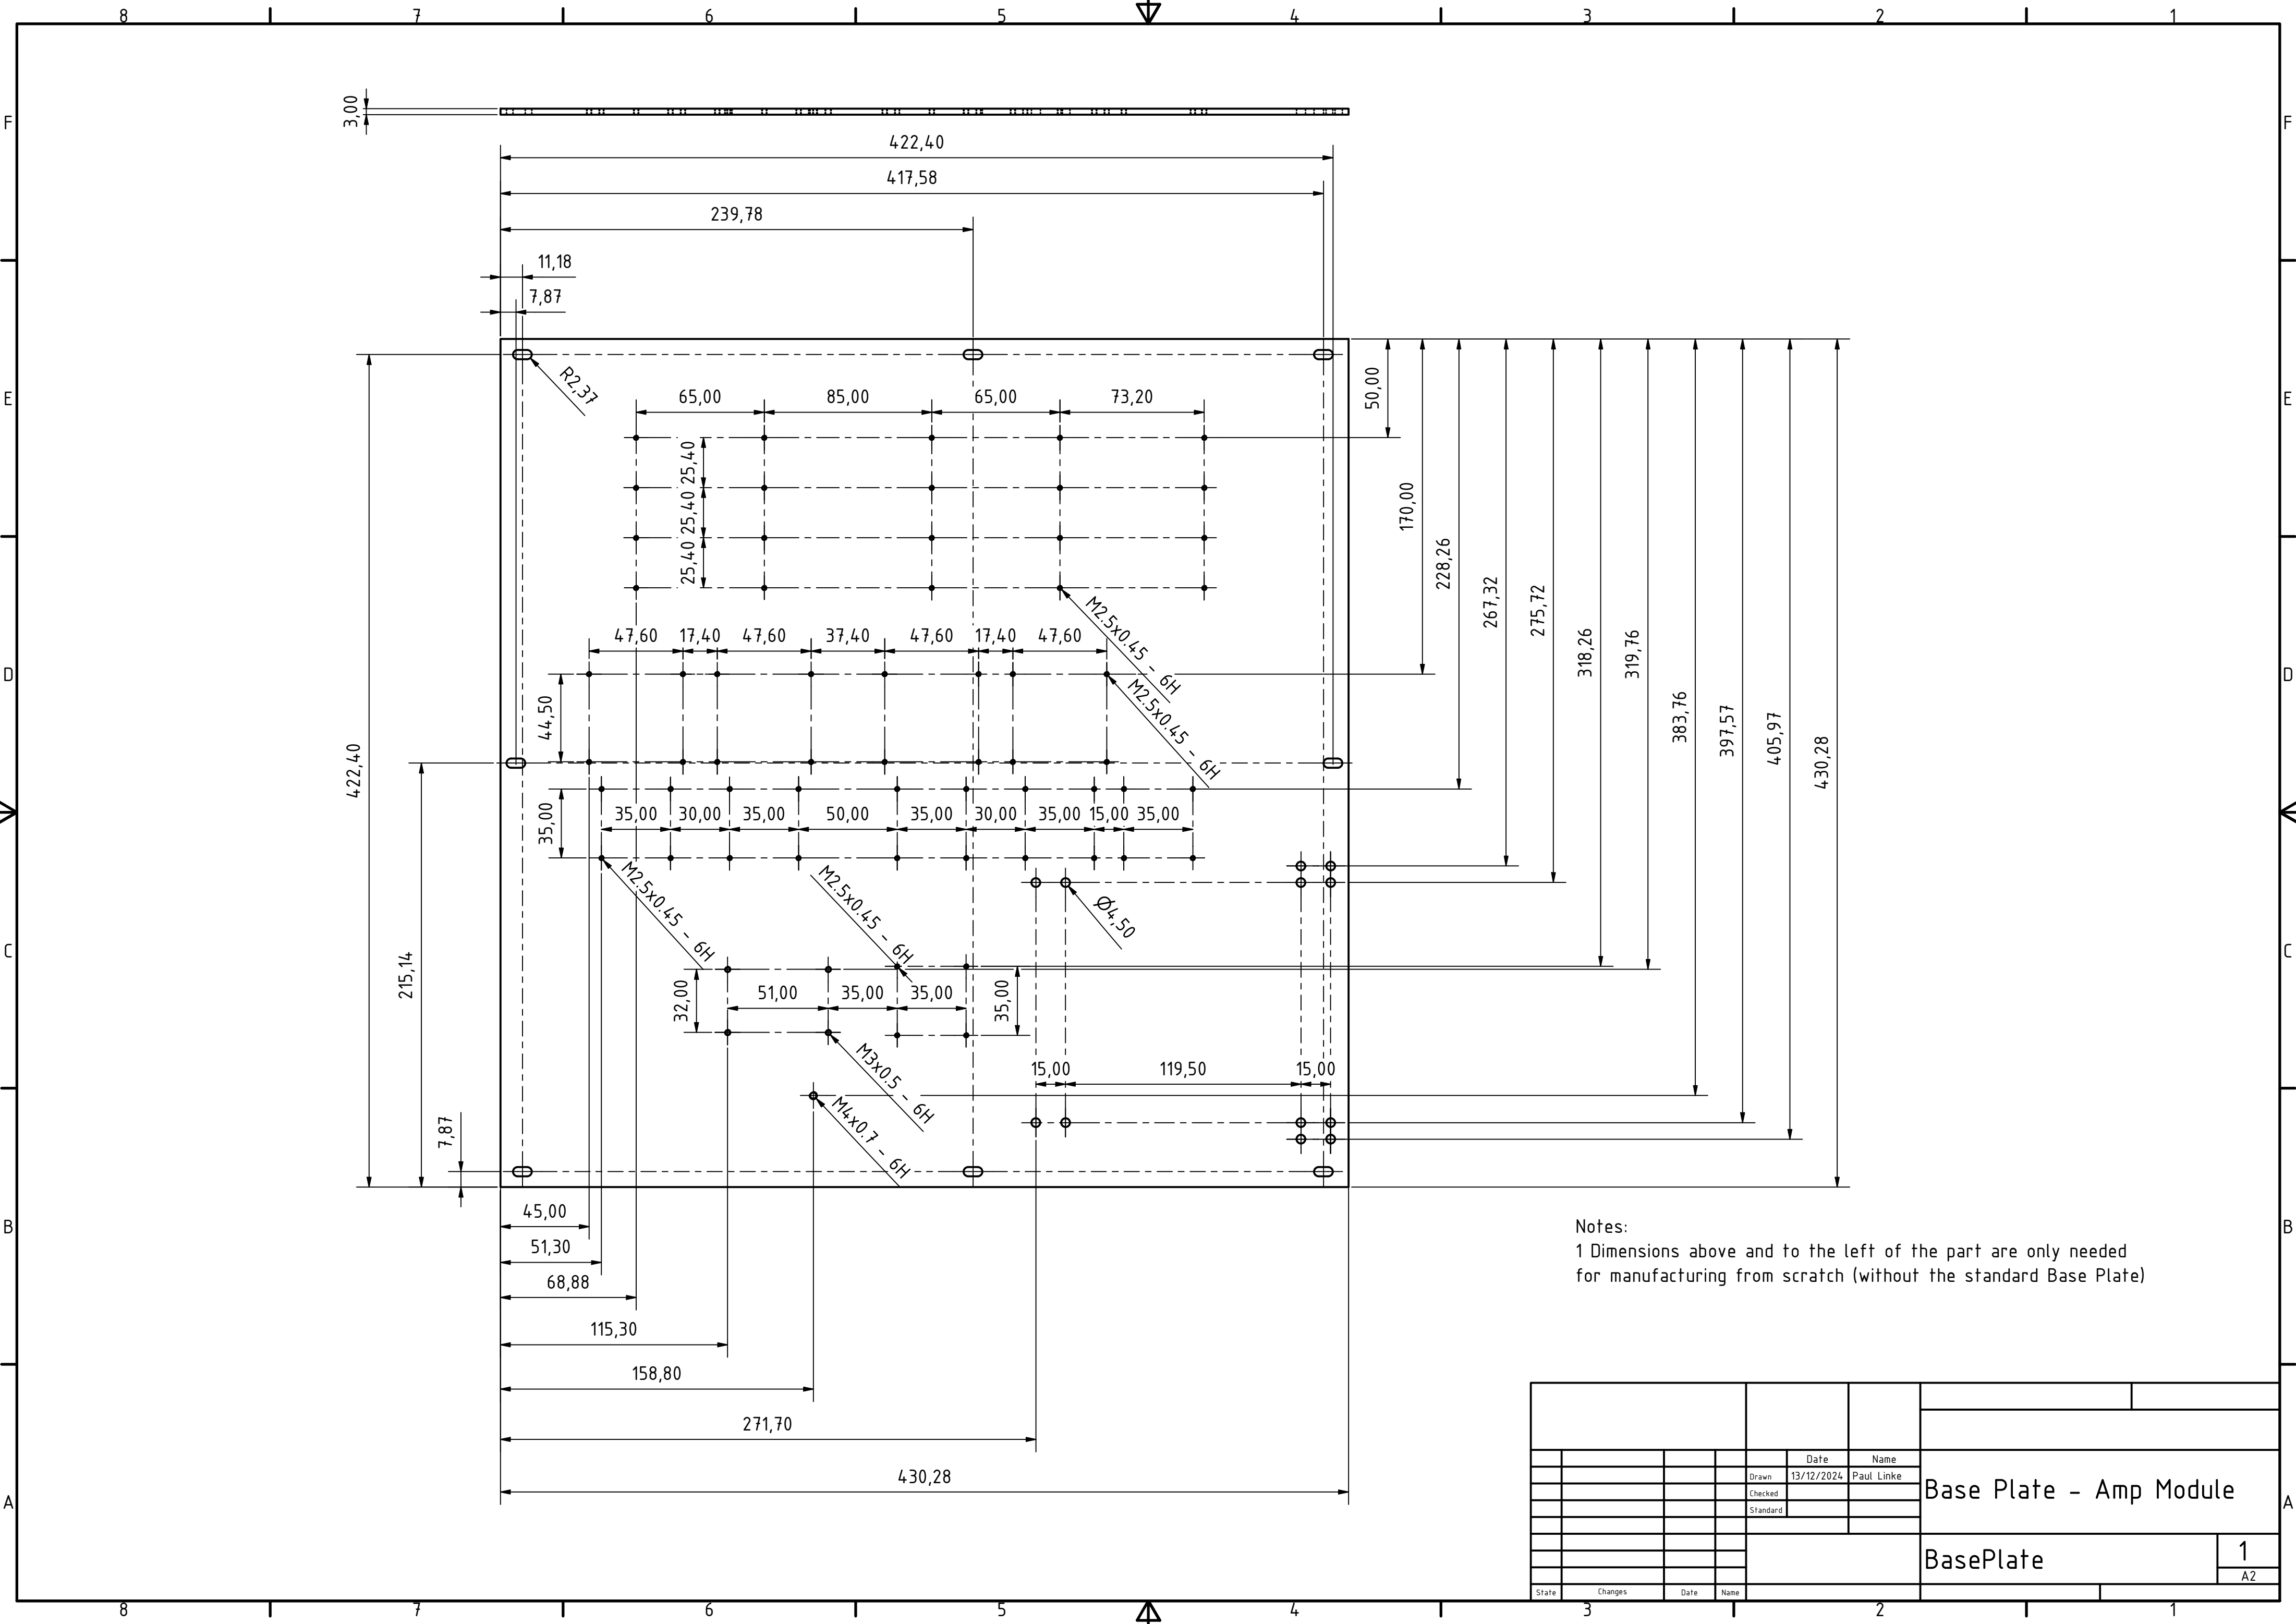 8 7 6 5 4 3 2 1
F F
3,00
422,40
417,58
239,78
11,18
7,87
E E
R2,37
65,00 85,00 65,00 73,20
50,00
25,40
25,40
25,40
170,00
228,26
267,32
275,72
318,26
319,76
383,76
397,57
405,97
430,28
M2.5x0.45 - 6H
47,60 17,40 47,60 37,40 47,60 17,40 47,60
D D
M2.5x0.45 - 6H
44,50
422,40
35,00
35,00 30,00 35,00 50,00 35,00 30,00 35,00 15,00 35,00
M2.5x0.45 - 6H
M2.5x0.45 - 6H
Ø4,50
C C
215,14
32,00
51,00 35,00 35,00
35,00
M3x0.5 - 6H
15,00 119,50 15,00
M4x0.7 - 6H
7,87
45,00
B B
51,30
68,88
115,30
158,80
271,70
430,28
Notes:
1 Dimensions above and to the left of the part are only needed
for manufacturing from scratch (without the standard Base Plate)
A A
Date Name
Drawn 13/12/2024 Paul Linke
Checked
Standard
Base Plate - Amp Module
BasePlate
1
A2
State Changes Date Name
8 7 6 5 4 3 2 1